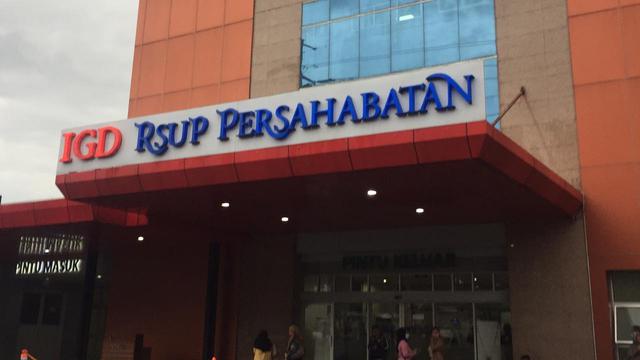 IGD RSUP PERSAHABATAN
PINTU MASUK
PINTU KELUAR